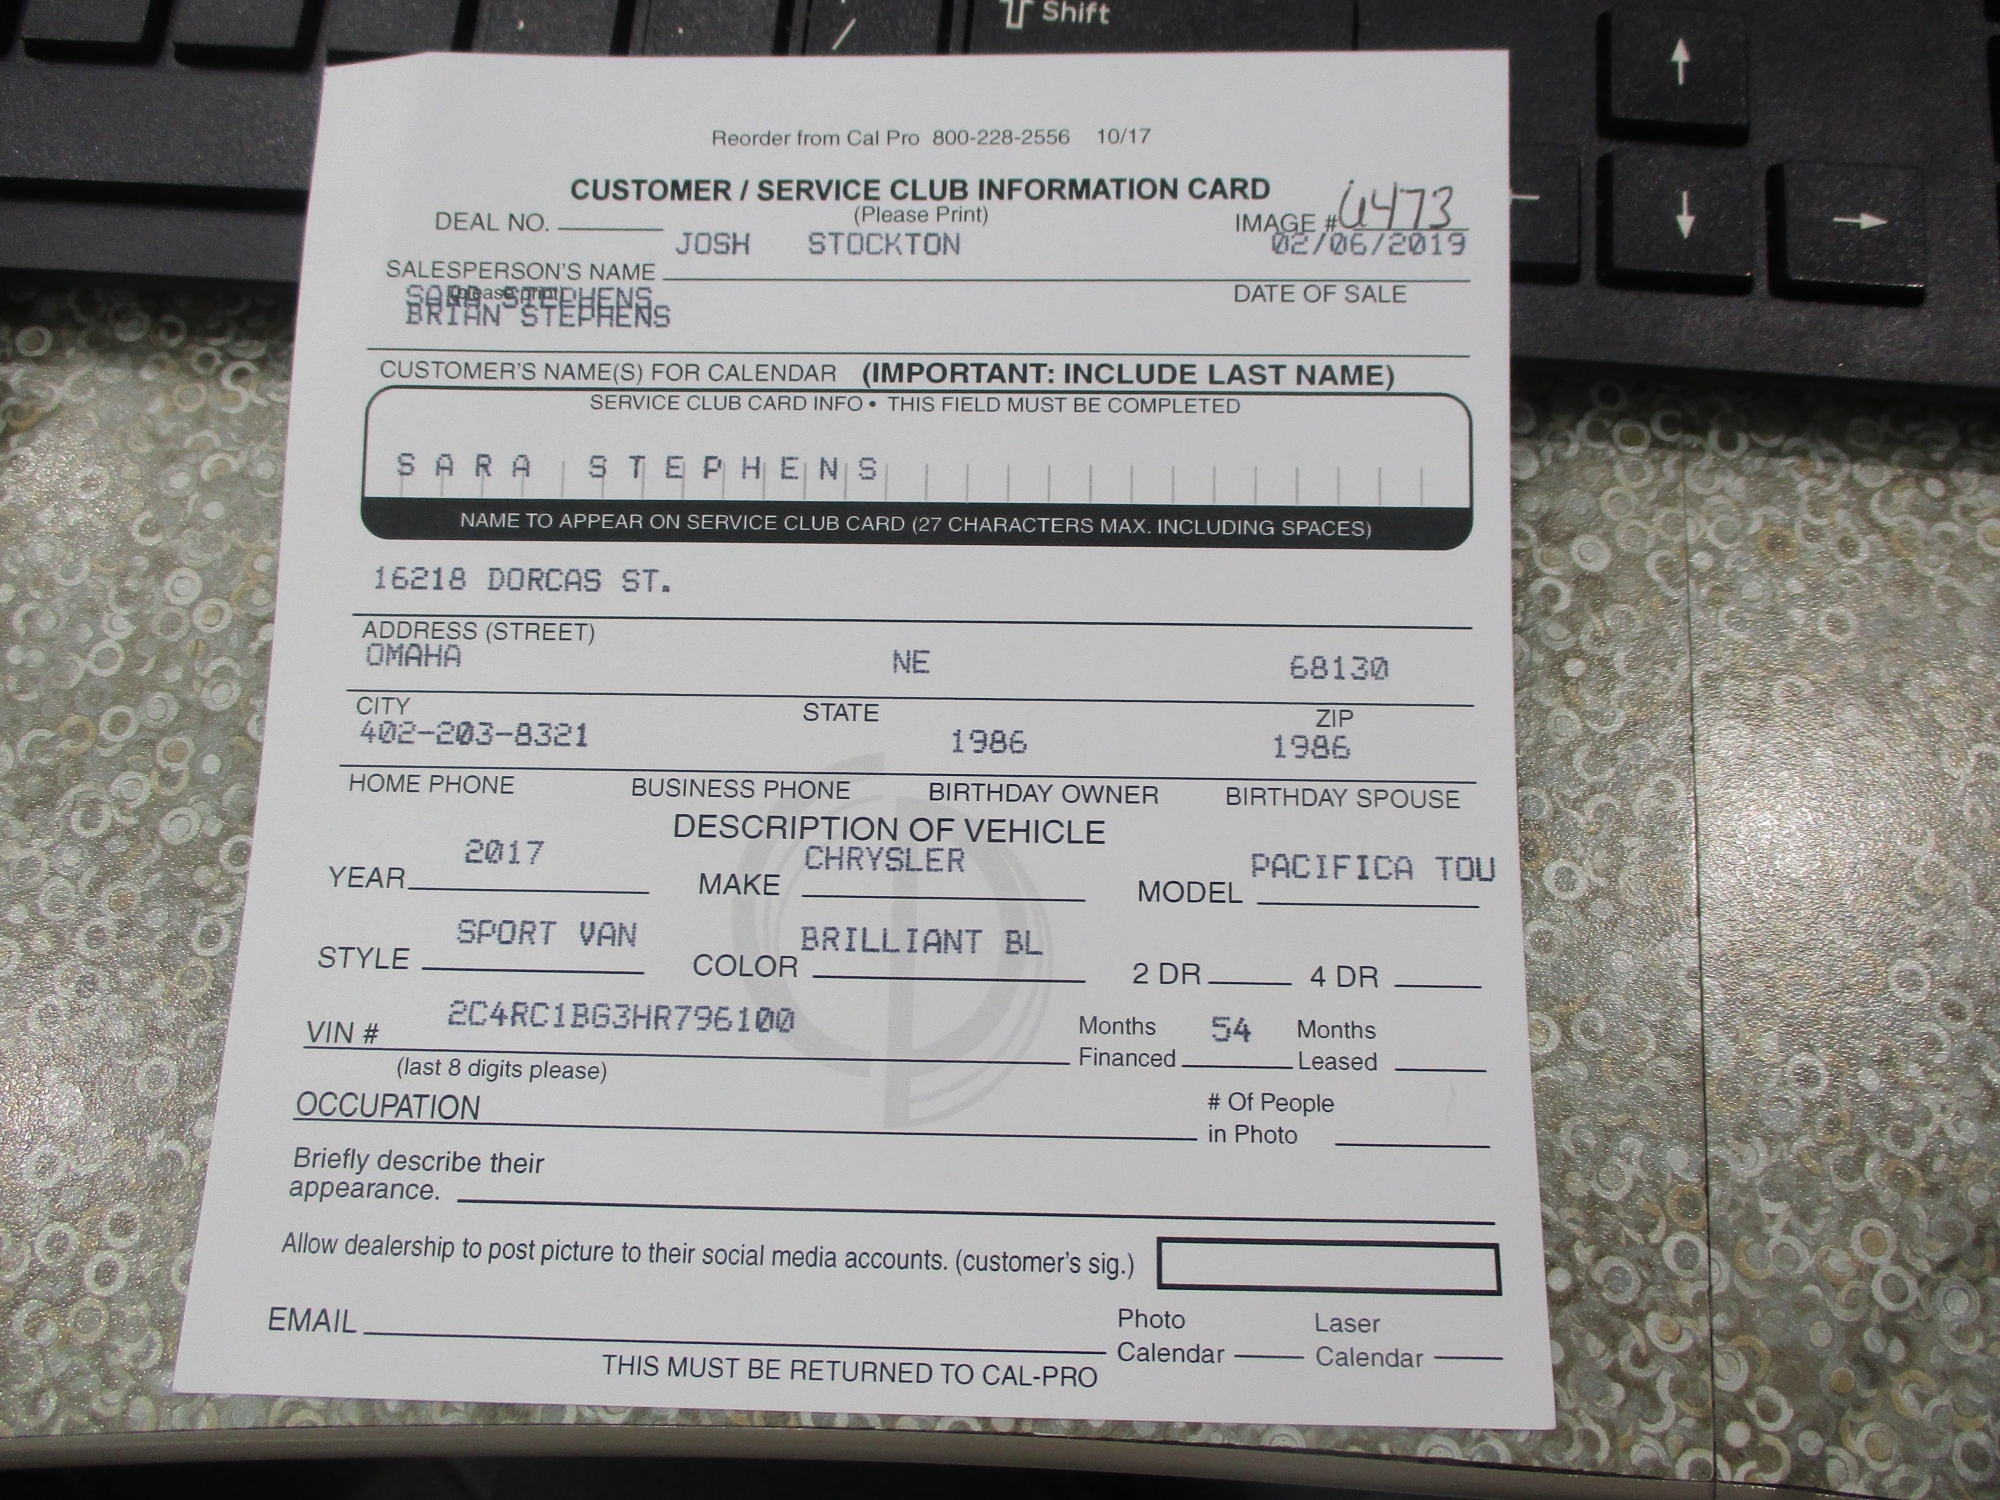 Shift
Reorder from Cal Pro 800-228-2556 10/17
CUSTOMER / SERVICE CLUB INFORMATION CARD
(Please Print)
DEAL NO.
IMAGE # 6473
JOSH STOCKTON 02/06/2019
SALESPERSON'S NAME
(please print)
DATE OF SALE
SARA STEPHENS
BRIAN STEPHENS
CUSTOMER'S NAME(S) FOR CALENDAR (IMPORTANT: INCLUDE LAST NAME)
SERVICE CLUB CARD INFO • THIS FIELD MUST BE COMPLETED
SARA STEPHENS
NAME TO APPEAR ON SERVICE CLUB CARD (27 CHARACTERS MAX. INCLUDING SPACES)
16218 DORCAS ST.
ADDRESS (STREET)
OMAHA NE 68130
CITY STATE ZIP
402-203-8321 1986 1986
HOME PHONE BUSINESS PHONE BIRTHDAY OWNER BIRTHDAY SPOUSE
DESCRIPTION OF VEHICLE
YEAR 2017 MAKE CHRYSLER MODEL PACIFICA TOU
STYLE SPORT VAN COLOR BRILLIANT BL 2 DR 4 DR
VIN # 2C4RC1BG3HR796100 Months Financed 54 Months Leased
(last 8 digits please)
OCCUPATION # Of People in Photo
Briefly describe their
appearance.
Allow dealership to post picture to their social media accounts. (customer's sig.)
EMAIL Photo Calendar Laser Calendar
THIS MUST BE RETURNED TO CAL-PRO